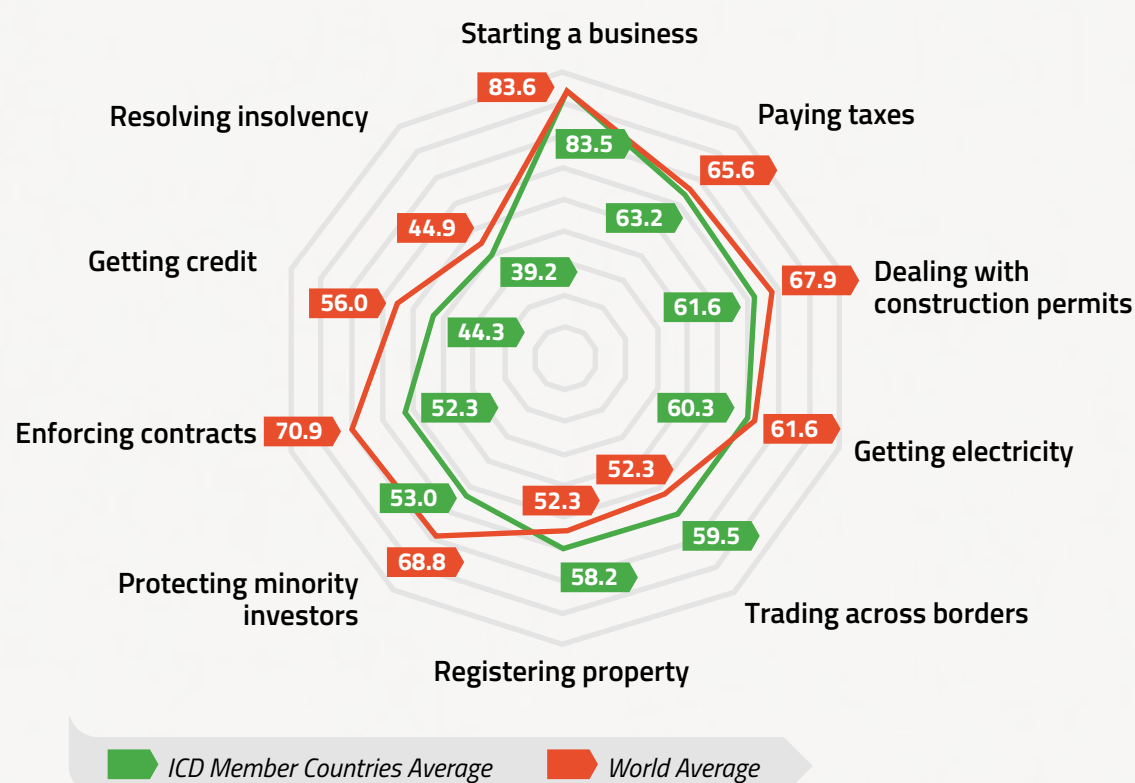 Starting a business
83.6
Resolving insolvency
Paying taxes
83.5
65.6
44.9
63.2
Getting credit
39.2
Dealing with
construction permits
67.9
56.0
61.6
44.3
Enforcing contracts
70.9
52.3
60.3
61.6
Getting electricity
52.3
53.0
52.3
59.5
68.8
58.2
Protecting minority
investors
Trading across borders
Registering property
ICD Member Countries Average
World Average